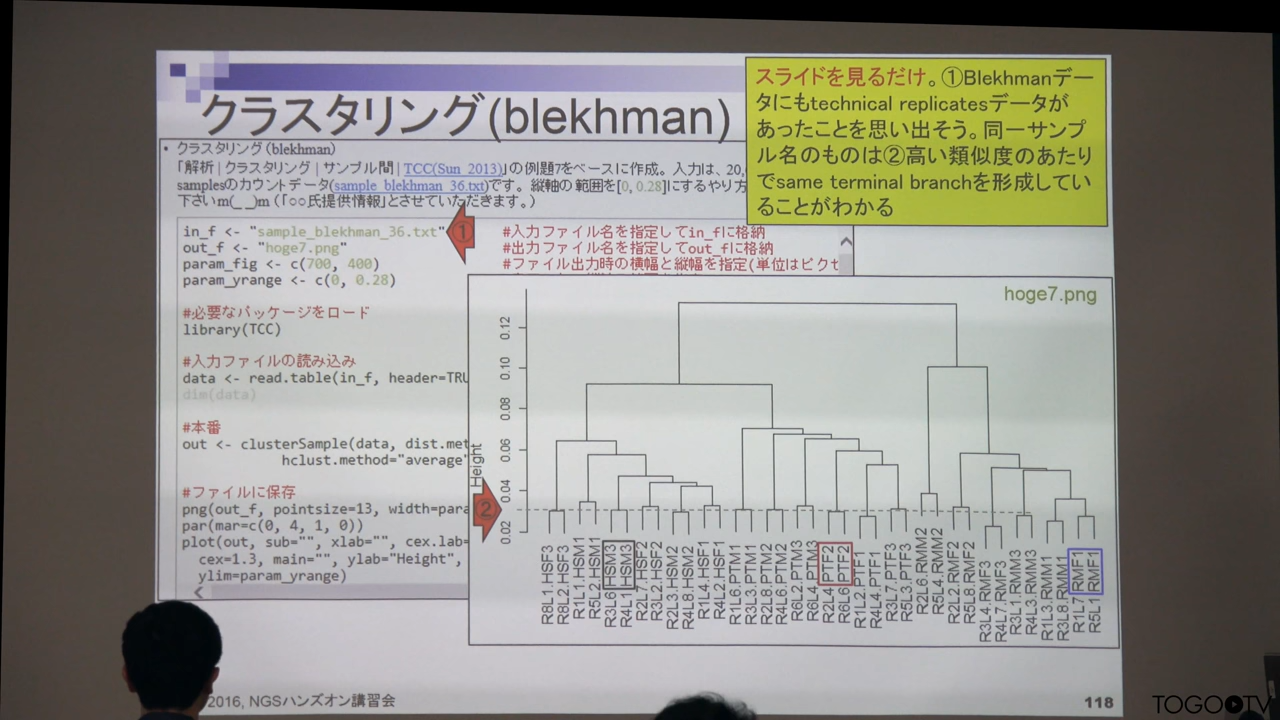 クラスタリング(blekhman)
スライドを見るだけ。①Blekhmanデー
タにもtechnical replicatesデータが
あったことを思い出そう。同一サンプ
ル名のものは②高い類似度のあたり
でsame terminal branchを形成してい
ることがわかる
• クラスタリング (blekhman)
「解析 | クラスタリング | サンプル間 | TCC(Sun_2013)」の例題7をベースに作成。入力は、20,
samplesのカウントデータ(sample_blekhman_36.txt)です。縦軸の範囲を[0, 0.28]にするやり方
下さいm(_ _)m (「○○氏提供情報」とさせていただきます。)
in_f <- "sample_blekhman_36.txt" ① #入力ファイル名を指定してin_fに格納
out_f <- "hoge7.png" #出力ファイル名を指定してout_fに格納
param_fig <- c(700, 400) #ファイル出力時の横幅と縦幅を指定(単位はピクセ
param_yrange <- c(0, 0.28)
#必要なパッケージをロード
library(TCC)
#入力ファイルの読み込み
data <- read.table(in_f, header=TRU
dim(data)
#本番
out <- clusterSample(data, dist.met
hclust.method="average"
#ファイルに保存
png(out_f, pointsize=13, width=para
par(mar=c(0, 4, 1, 0))
plot(out, sub="", xlab="", cex.lab=
cex=1.3, main="", ylab="Height",
ylim=param_yrange)
hoge7.png
0.12
0.10
0.08
0.06
0.04
0.02
Height
②
R8L1.HSF3
R8L2.HSF3
R1L1.HSM1
R5L2.HSM1
R3L6.HSM3
R4L1.HSM3
R2L7.HSF2
R3L2.HSF2
R2L3.HSM2
R4L8.HSM2
R1L4.HSF1
R4L2.HSF1
R1L6.PTM1
R3L3.PTM1
R2L8.PTM2
R4L6.PTM2
R6L2.PTM3
R6L4.PTM3
R2L4.PTF2
R6L6.PTF2
R1L2.PTF1
R4L4.PTF1
R3L7.PTF3
R5L3.PTF3
R2L6.RMM2
R5L4.RMM2
R2L2.RMF2
R5L8.RMF2
R3L4.RMF3
R4L7.RMF3
R3L1.RMM3
R4L3.RMM3
R1L3.RMM1
R3L8.RMM1
R1L7.RMF1
R5L1.RMF1
2016, NGSハンズオン講習会
118
TOGOTV